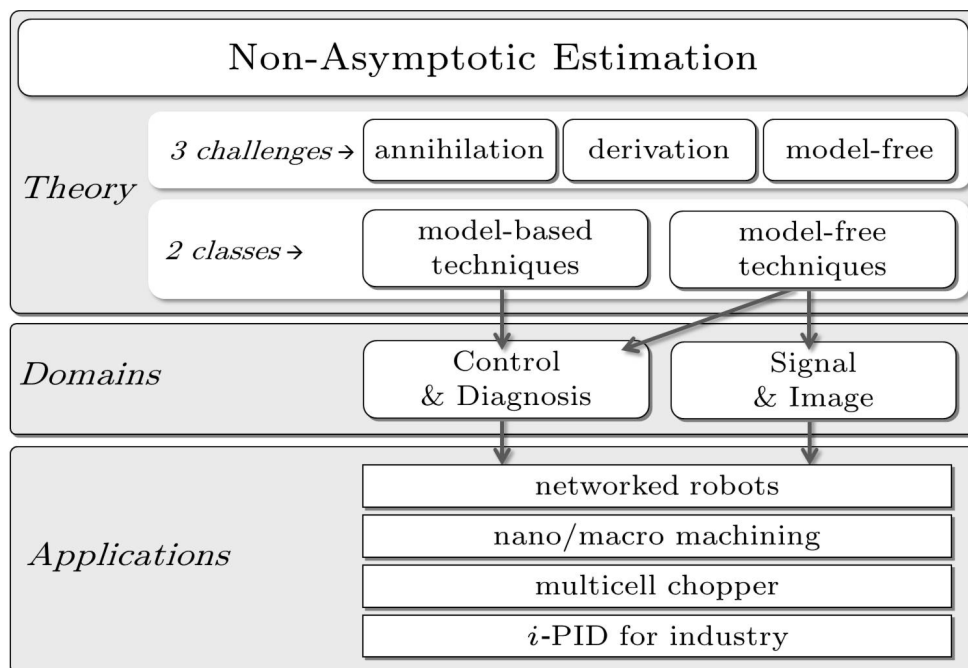 Non-Asymptotic Estimation
Theory
3 challenges → annihilation derivation model-free
2 classes →
model-based
techniques
model-free
techniques
Domains
Control
& Diagnosis
Signal
& Image
Applications
networked robots
nano/macro machining
multicell chopper
i-PID for industry